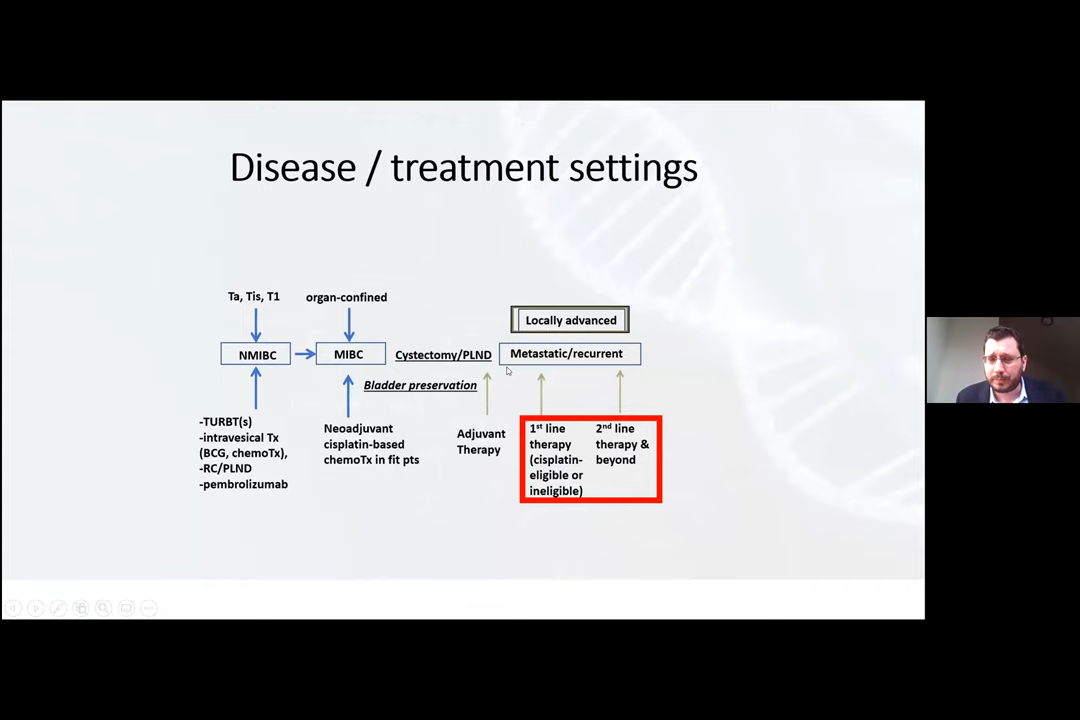 Disease / treatment settings
Ta, Tis, T1
organ-confined
Locally advanced
NMIBC
MIBC
Cystectomy/PLND
Metastatic/recurrent
Bladder preservation
-TURBT(s)
-intravesical Tx
(BCG, chemoTx),
-RC/PLND
-pembrolizumab
Neoadjuvant
cisplatin-based
chemoTx in fit pts
Adjuvant
Therapy
1st line
therapy
(cisplatin-
eligible or
ineligible)
2nd line
therapy &
beyond